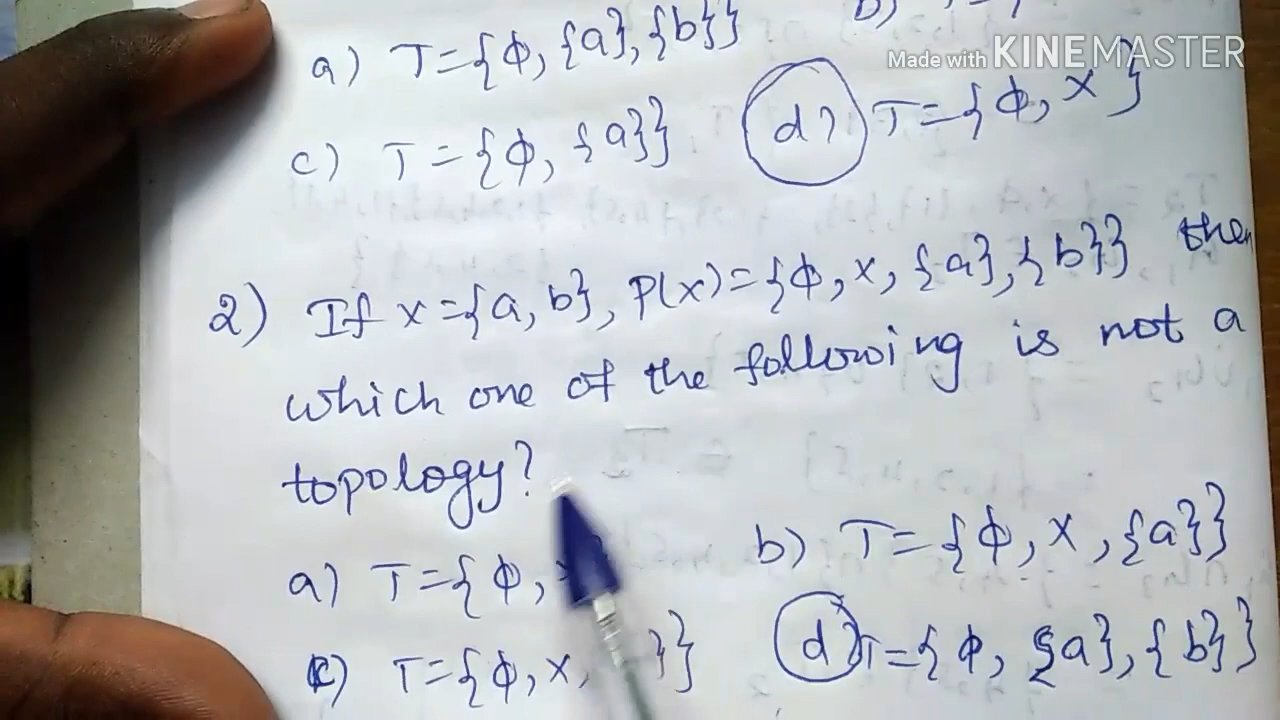 a) T={ϕ, {a}, {b}} b)
Made with KINEMASTER
c) T={ϕ, {a}} d) T={ϕ, x}
2) If x={a, b}, P(x)={ϕ, x, {a}, {b}} then
which one of the following is not a
topology?
a) T={ϕ, b) T={ϕ, x, {a}}
c) T={ϕ, x, }} d) T={ϕ, {a}, {b}}